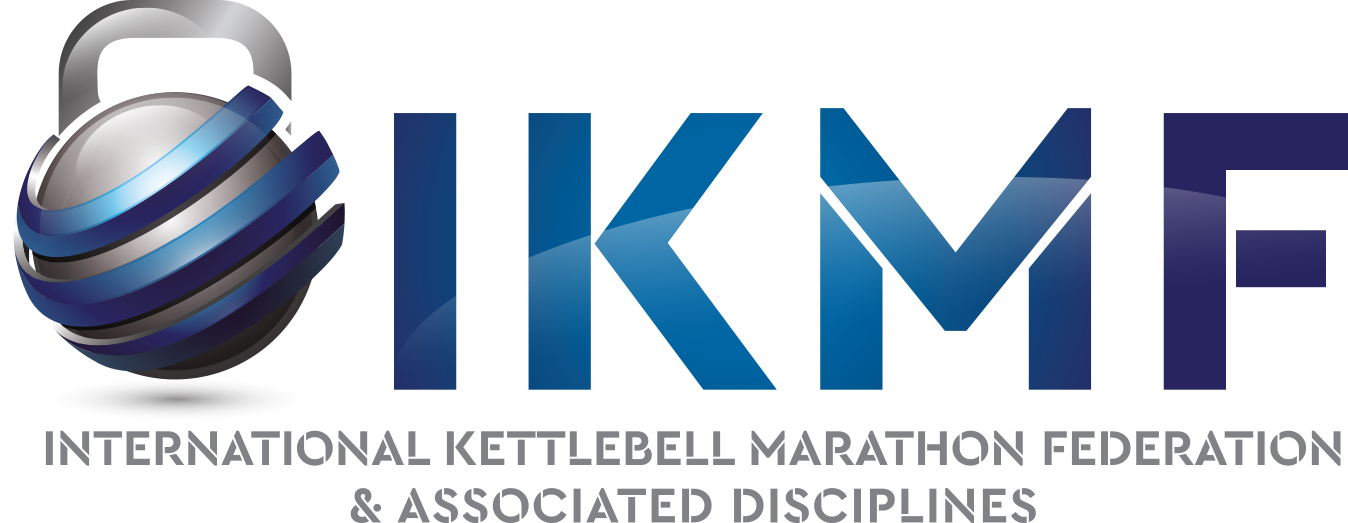 IKMF
INTERNATIONAL KETTLEBELL MARATHON FEDERATION
& ASSOCIATED DISCIPLINES